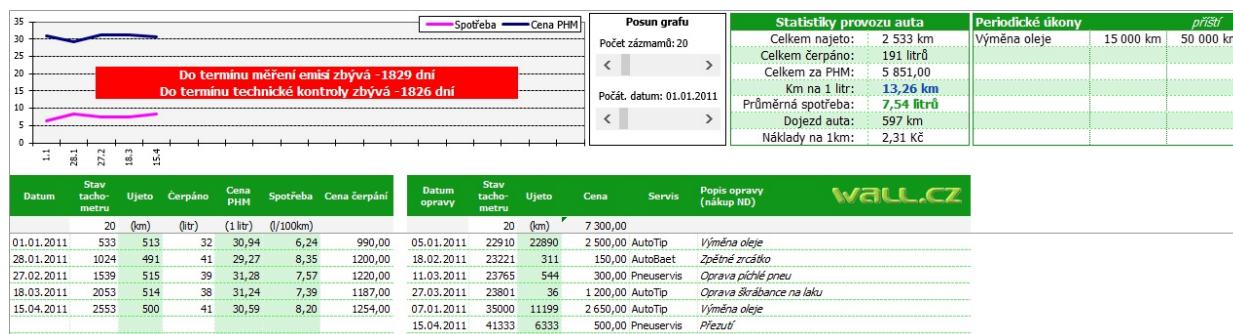 Spotřeba Cena PHM
35
30
25
20
15
10
5
0
Do termínu měření emisí zbývá -1829 dní
Do termínu technické kontroly zbývá -1826 dní
1.1 28.1 27.2 18.3 15.4
Posun grafu
Počet zázmamů: 20
Počát. datum: 01.01.2011
Statistiky provozu auta
Celkem najeto: 2 533 km
Celkem čerpáno: 191 litrů
Celkem za PHM: 5 851,00
Km na 1 litr: 13,26 km
Průměrná spotřeba: 7,54 litrů
Dojezd auta: 597 km
Náklady na 1km: 2,31 Kč
Periodické úkony příští
Výměna oleje 15 000 km 50 000 km
Datum Stav tacho-metru Ujeto Čerpáno Cena PHM Spotřeba Cena čerpání
20 (km) (litr) (1 litr) (l/100km)
01.01.2011 533 513 32 30,94 6,24 990,00
28.01.2011 1024 491 41 29,27 8,35 1200,00
27.02.2011 1539 515 39 31,28 7,57 1220,00
18.03.2011 2053 514 38 31,24 7,39 1187,00
15.04.2011 2553 500 41 30,59 8,20 1254,00
Datum opravy Stav tacho-metru Ujeto Cena Servis Popis opravy (nákup ND) wall.cz
20 (km) 7 300,00
05.01.2011 22910 22890 2 500,00 AutoTip Výměna oleje
18.02.2011 23221 311 150,00 AutoBaet Zpětné zrcátko
11.03.2011 23765 544 300,00 Pneuservis Oprava píchlé pneu
27.03.2011 23801 36 1 200,00 AutoTip Oprava škrábance na laku
07.01.2011 35000 11199 2 650,00 AutoTip Výměna oleje
15.04.2011 41333 6333 500,00 Pneuservis Přezutí